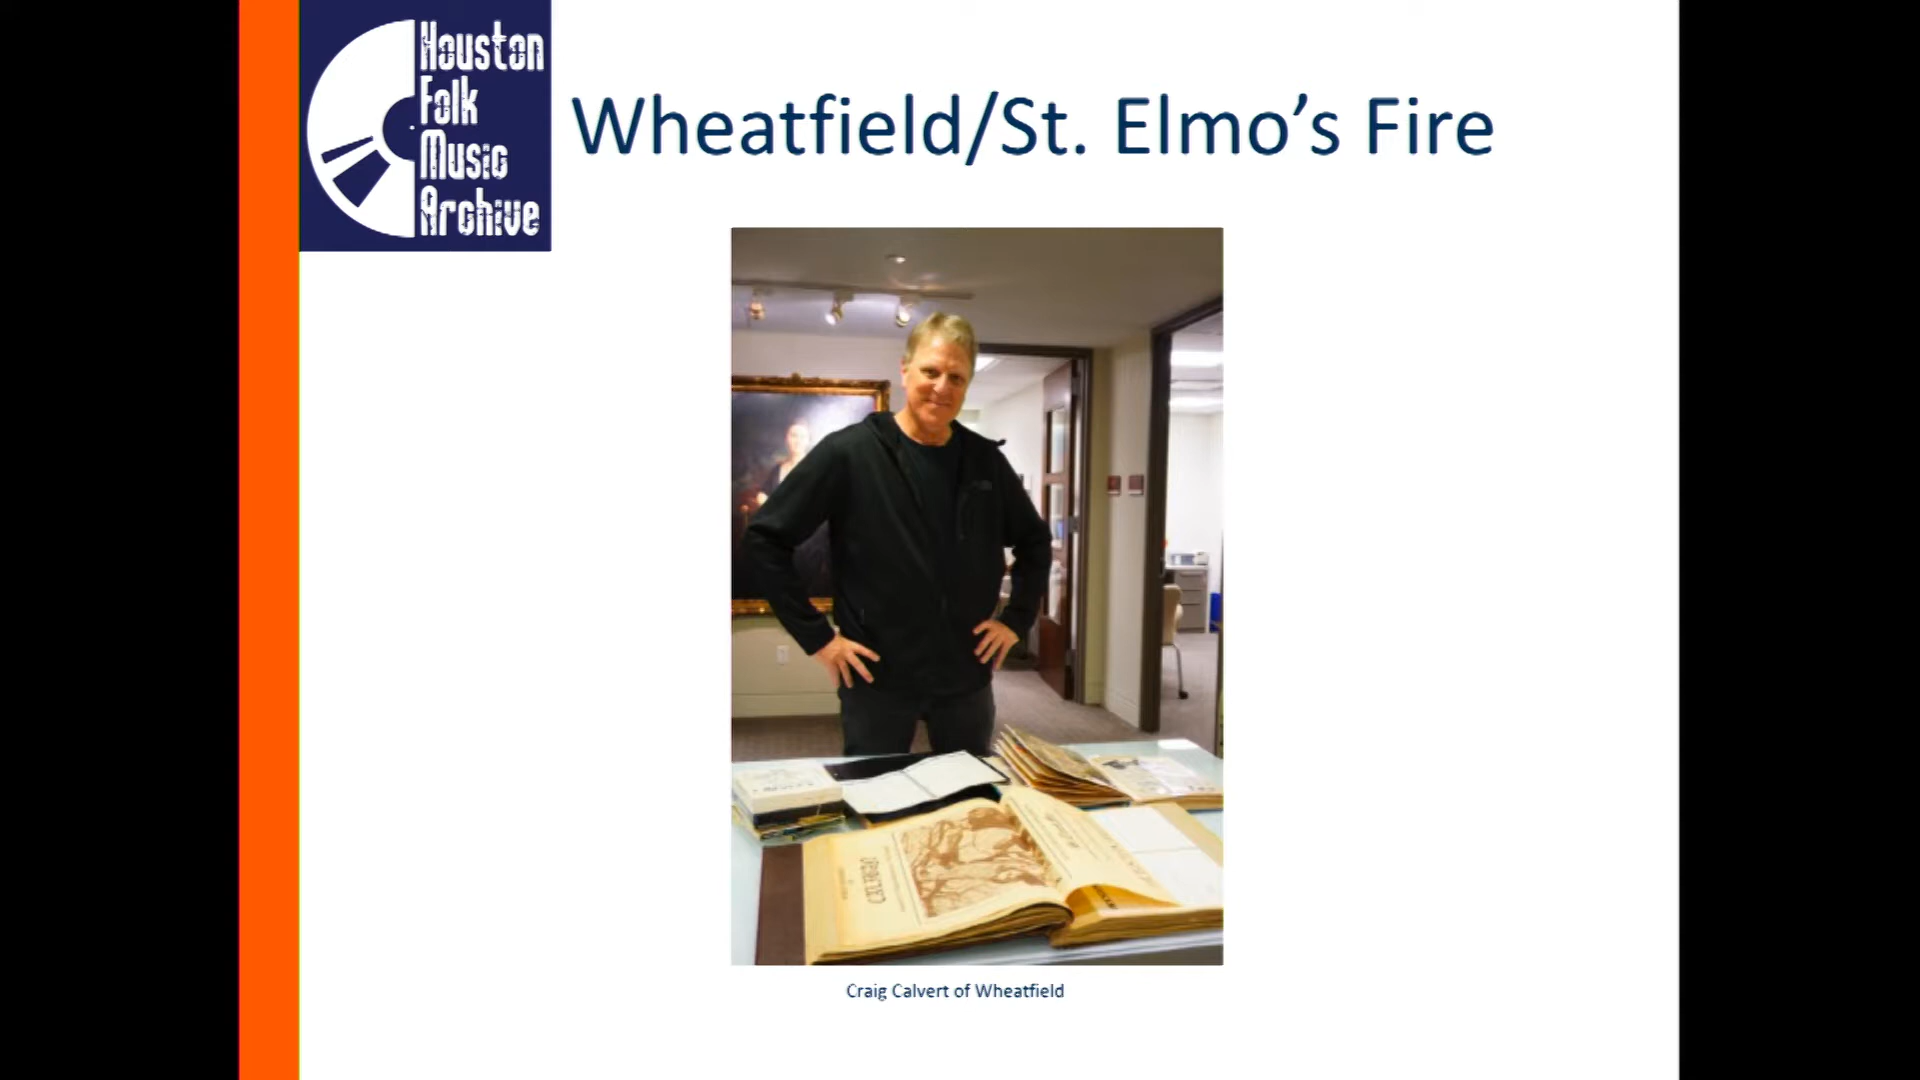 Houston
Folk
Music
Archive
Wheatfield/St. Elmo's Fire
Craig Calvert of Wheatfield